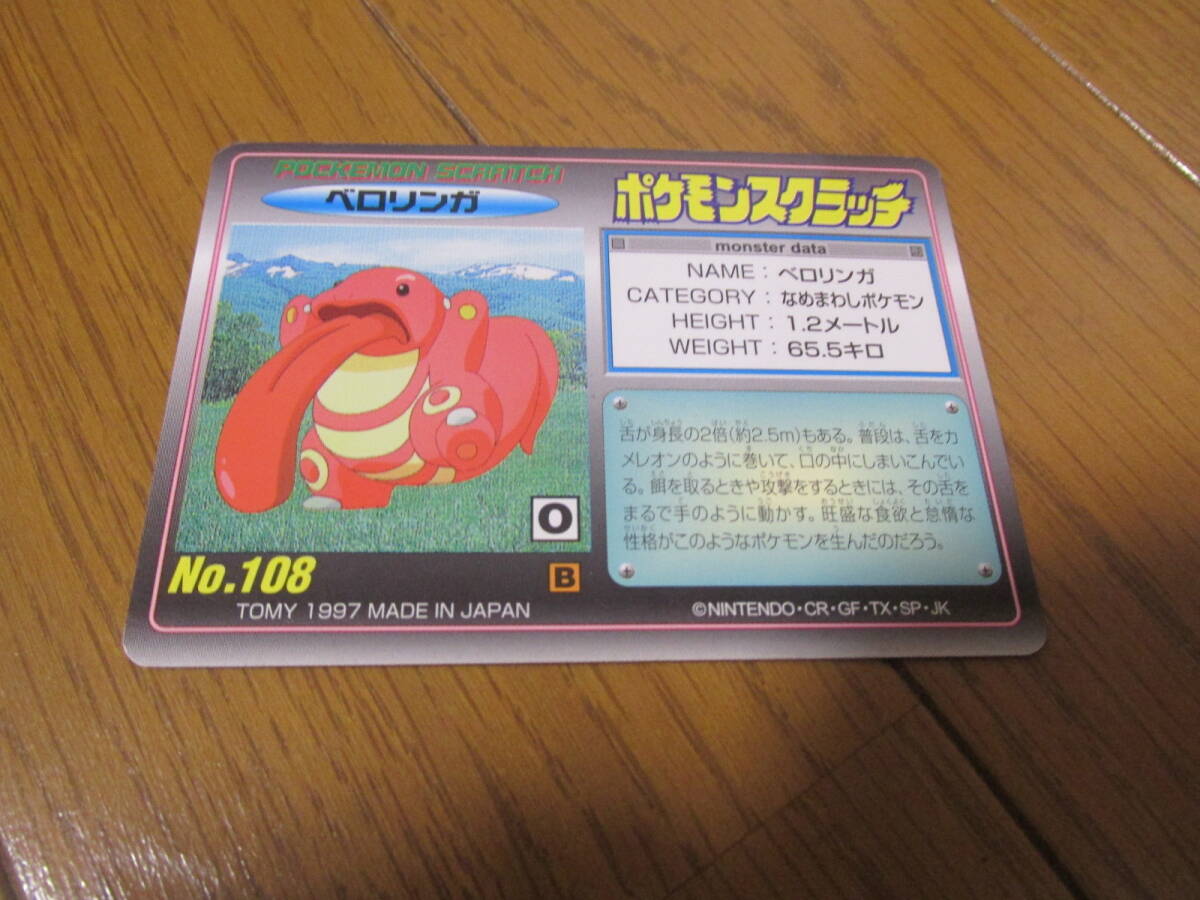 POCKEMON SCRATCH
ベロリンガ
ポケモンスクラッチ
monster data
NAME : ベロリンガ
CATEGORY : なめまわしポケモン
HEIGHT : 1.2メートル
WEIGHT : 65.5キロ
舌が身長の2倍(約2.5m)もある。普段は、舌をカ
メレオンのように巻いて、口の中にしまいこんでい
る。餌を取るときや攻撃をするときには、その舌を
まるで手のように動かす。旺盛な食欲と怠惰な
性格がこのようなポケモンを生んだのだろう。
O
No.108
B
TOMY 1997 MADE IN JAPAN
©NINTENDO・CR・GF・TX・SP・JK